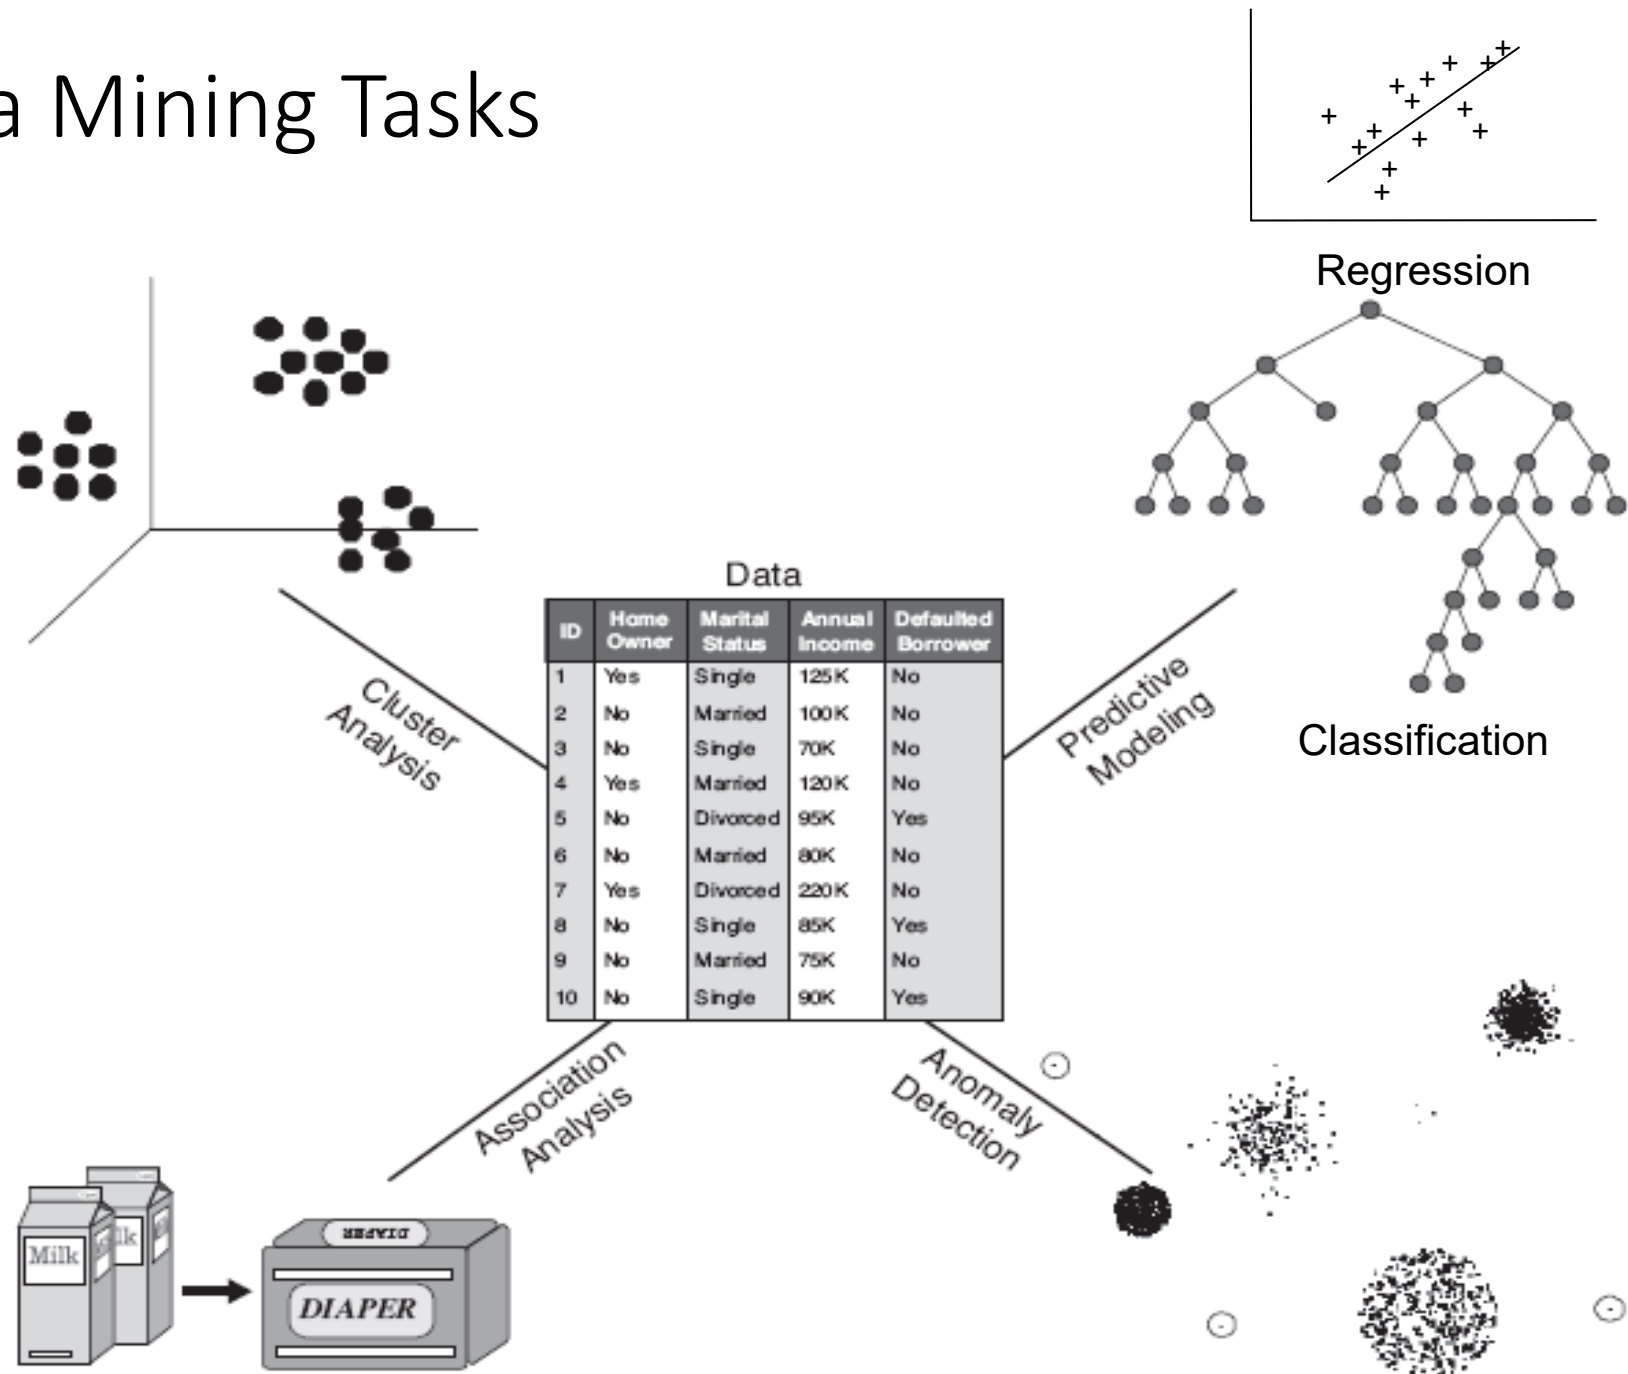 a Mining Tasks
Regression
Classification
Data
ID Home Owner Marital Status Annual Income Defaulted Borrower
1 Yes Single 125K No
2 No Married 100K No
3 No Single 70K No
4 Yes Married 120K No
5 No Divorced 95K Yes
6 No Married 80K No
7 Yes Divorced 220K No
8 No Single 85K Yes
9 No Married 75K No
10 No Single 90K Yes
Cluster
Analysis
Predictive
Modeling
Association
Analysis
Anomaly
Detection
Milk
lk
DIAPER
DIAPER